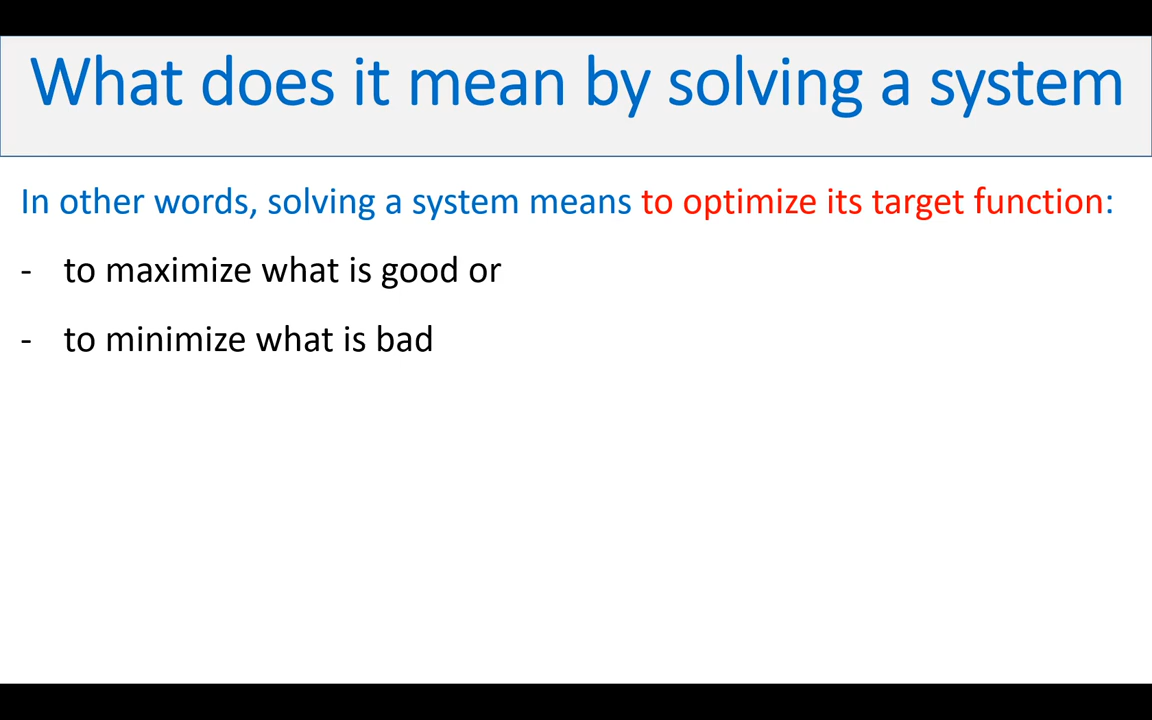 What does it mean by solving a system
In other words, solving a system means to optimize its target function:
- to maximize what is good or
- to minimize what is bad